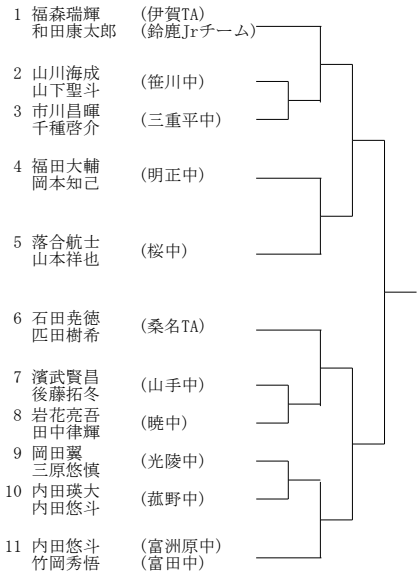 1 福森瑞輝 (伊賀TA)
和田康太郎 (鈴鹿Jrチーム)
2 山川海成
山下聖斗 (笹川中)
3 市川昌暉
千種啓介 (三重平中)
4 福田大輔
岡本知己 (明正中)
5 落合航士
山本祥也 (桜中)
6 石田尭徳
匹田樹希 (桑名TA)
7 濱武賢昌
後藤拓冬 (山手中)
8 岩花亮吾
田中律輝 (暁中)
9 岡田翼
三原悠慎 (光陵中)
10 内田瑛大
内田悠斗 (菰野中)
11 内田悠斗 (富洲原中)
竹岡秀悟 (富田中)